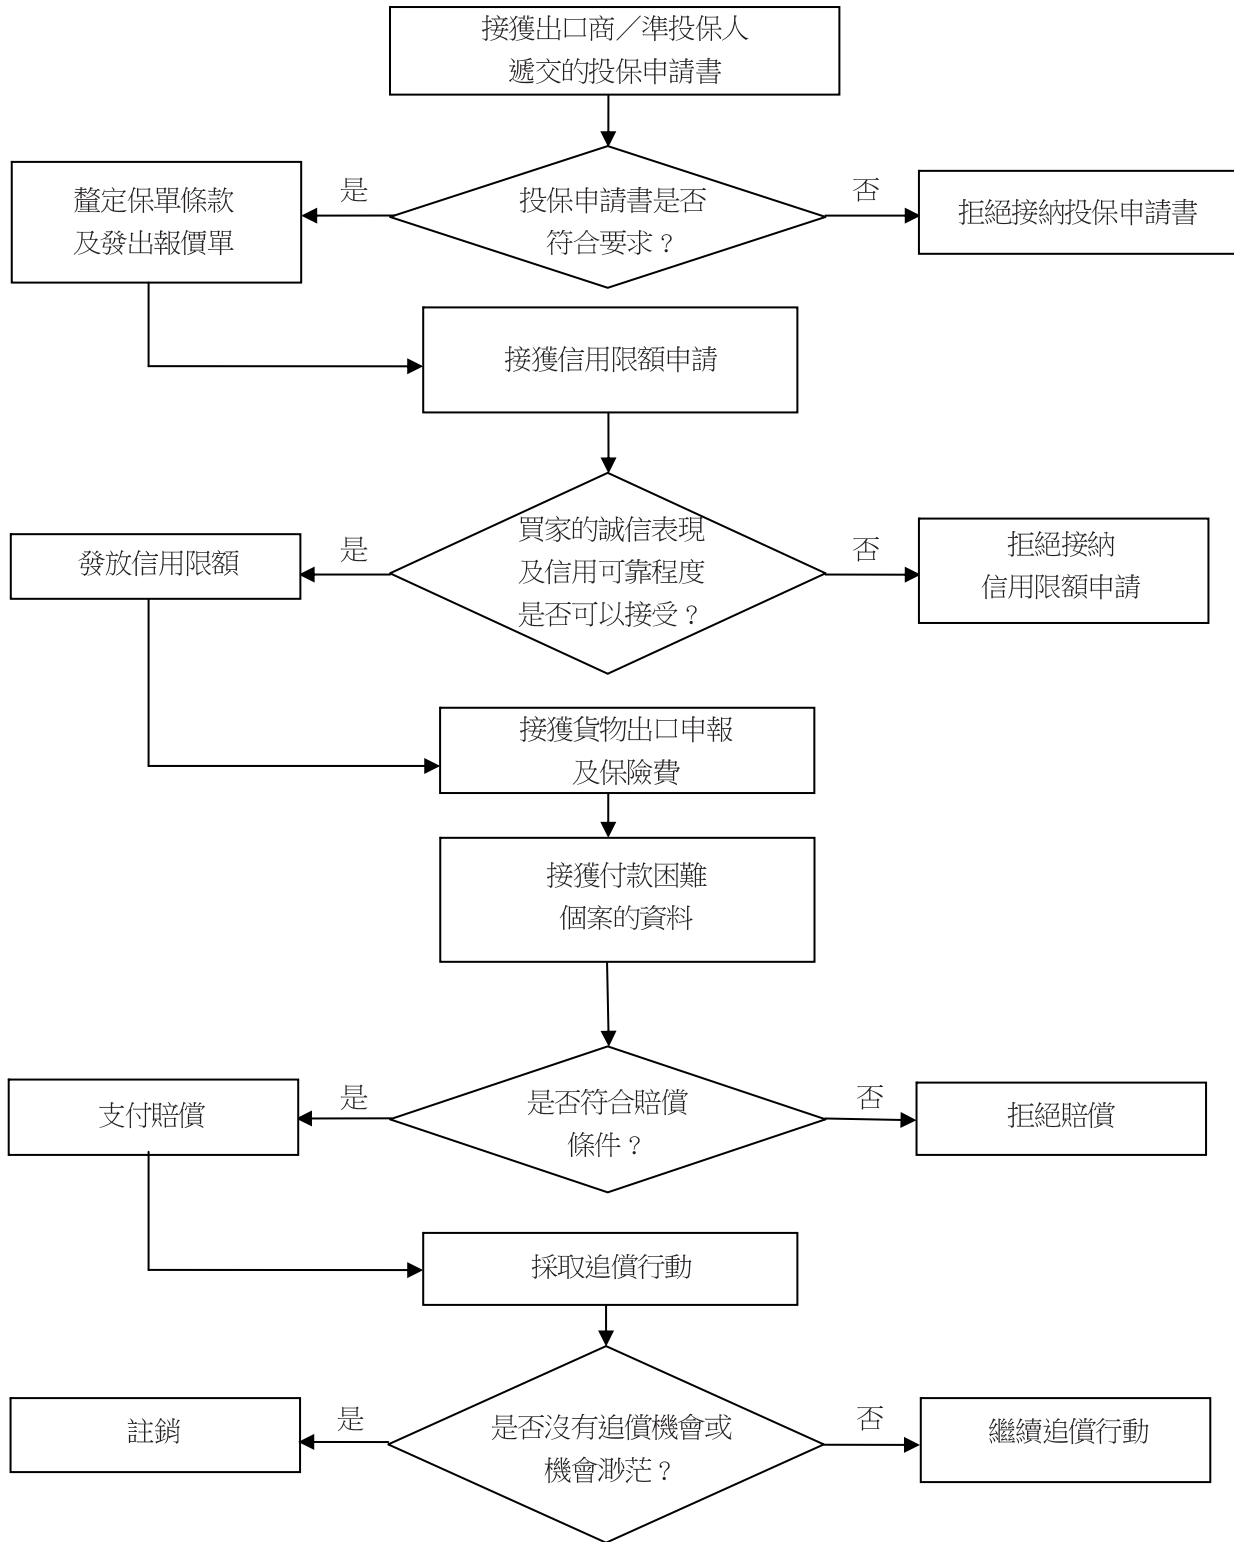 接獲出口商／準投保人
遞交的投保申請書
釐定保單條款
及發出報價單
是
投保申請書是否
符合要求？
否
拒絕接納投保申請書
接獲信用限額申請
發放信用限額
是
買家的誠信表現
及信用可靠程度
是否可以接受？
否
拒絕接納
信用限額申請
接獲貨物出口申報
及保險費
接獲付款困難
個案的資料
支付賠償
是
是否符合賠償
條件？
否
拒絕賠償
採取追償行動
註銷
是
是否沒有追償機會或
機會渺茫？
否
繼續追償行動